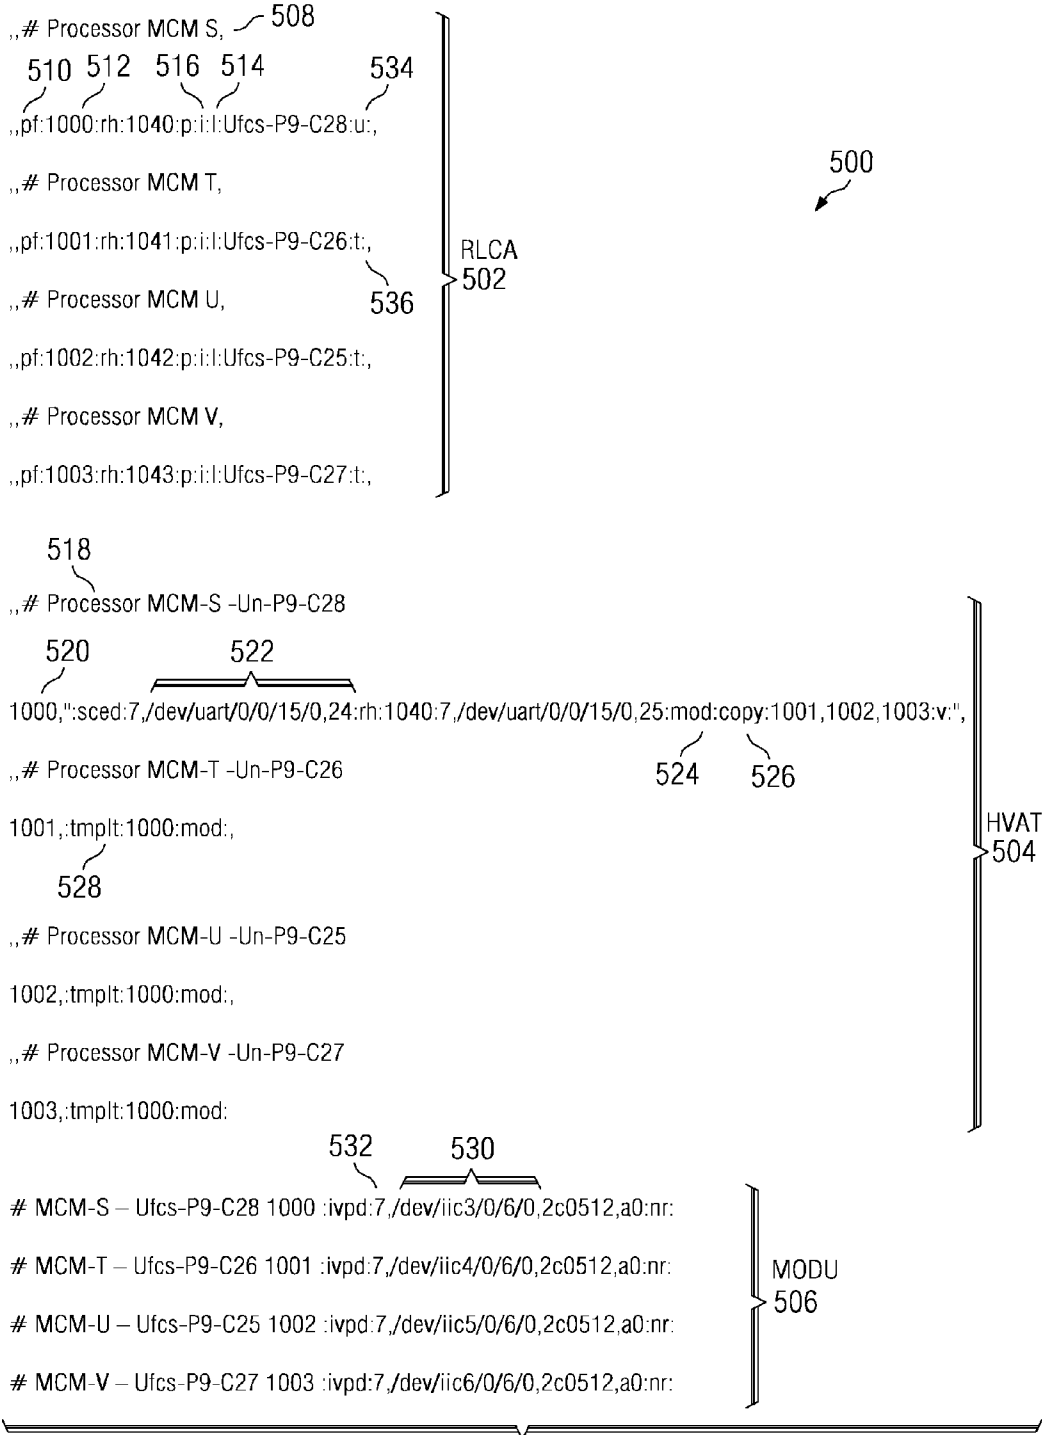 ,,# Processor MCM S, 508
510 512 516 514 534
,,pf:1000:rh:1040:p:i:l:Ufcs-P9-C28:u:,
500
,,# Processor MCM T,
,,pf:1001:rh:1041:p:i:l:Ufcs-P9-C26:t:,
RLCA
502
,,# Processor MCM U, 536
,,pf:1002:rh:1042:p:i:l:Ufcs-P9-C25:t:,
,,# Processor MCM V,
,,pf:1003:rh:1043:p:i:l:Ufcs-P9-C27:t:,
518
,,# Processor MCM-S -Un-P9-C28
520 522
1000,":sced:7,/dev/uart/0/0/15/0,24:rh:1040:7,/dev/uart/0/0/15/0,25:mod:copy:1001,1002,1003:v:",
,,# Processor MCM-T -Un-P9-C26 524 526
1001,:tmplt:1000:mod:,
HVAT
504
528
,,# Processor MCM-U -Un-P9-C25
1002,:tmplt:1000:mod:,
,,# Processor MCM-V -Un-P9-C27
1003,:tmplt:1000:mod:
532 530
# MCM-S – Ufcs-P9-C28 1000 :ivpd:7,/dev/iic3/0/6/0,2c0512,a0:nr:
# MCM-T – Ufcs-P9-C26 1001 :ivpd:7,/dev/iic4/0/6/0,2c0512,a0:nr:
MODU
506
# MCM-U – Ufcs-P9-C25 1002 :ivpd:7,/dev/iic5/0/6/0,2c0512,a0:nr:
# MCM-V – Ufcs-P9-C27 1003 :ivpd:7,/dev/iic6/0/6/0,2c0512,a0:nr: